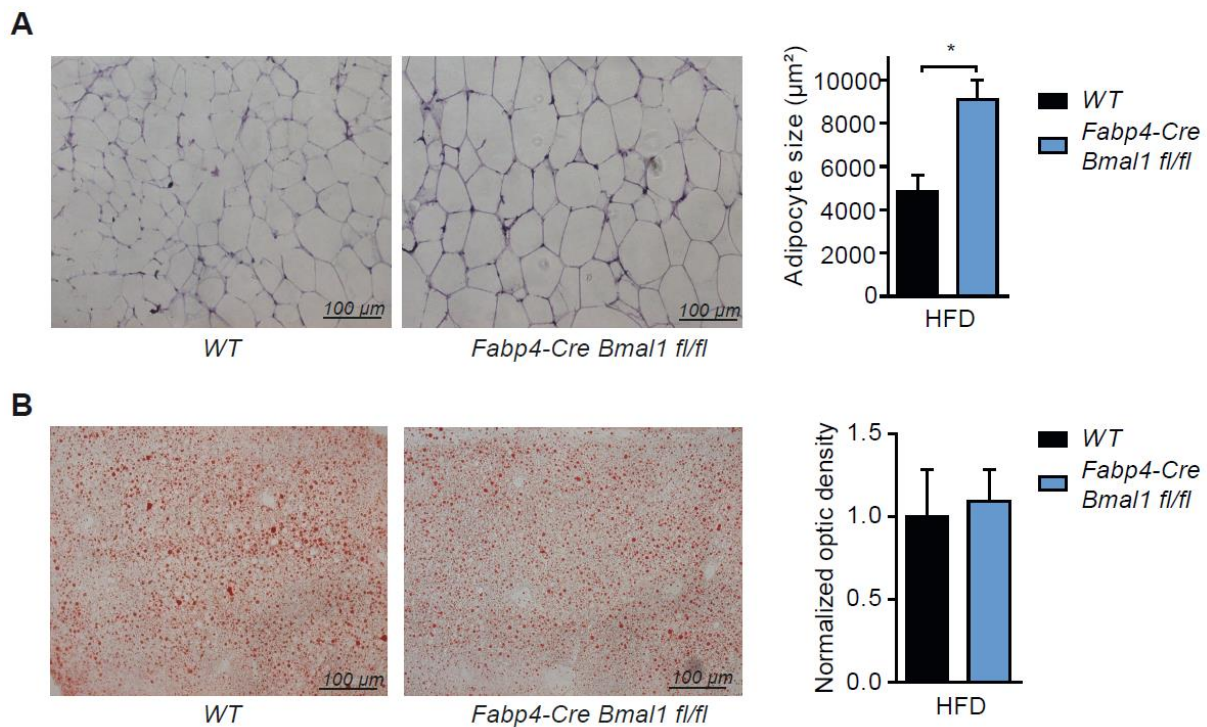 A
100 µm
WT
100 µm
Fabp4-Cre Bmal1 fl/fl
Adipocyte size (µm²)
10000
8000
6000
4000
2000
0
*
HFD
WT
Fabp4-Cre
Bmal1 fl/fl
B
100 µm
WT
100 µm
Fabp4-Cre Bmal1 fl/fl
Normalized optic density
1.5
1.0
0.5
0.0
HFD
WT
Fabp4-Cre
Bmal1 fl/fl